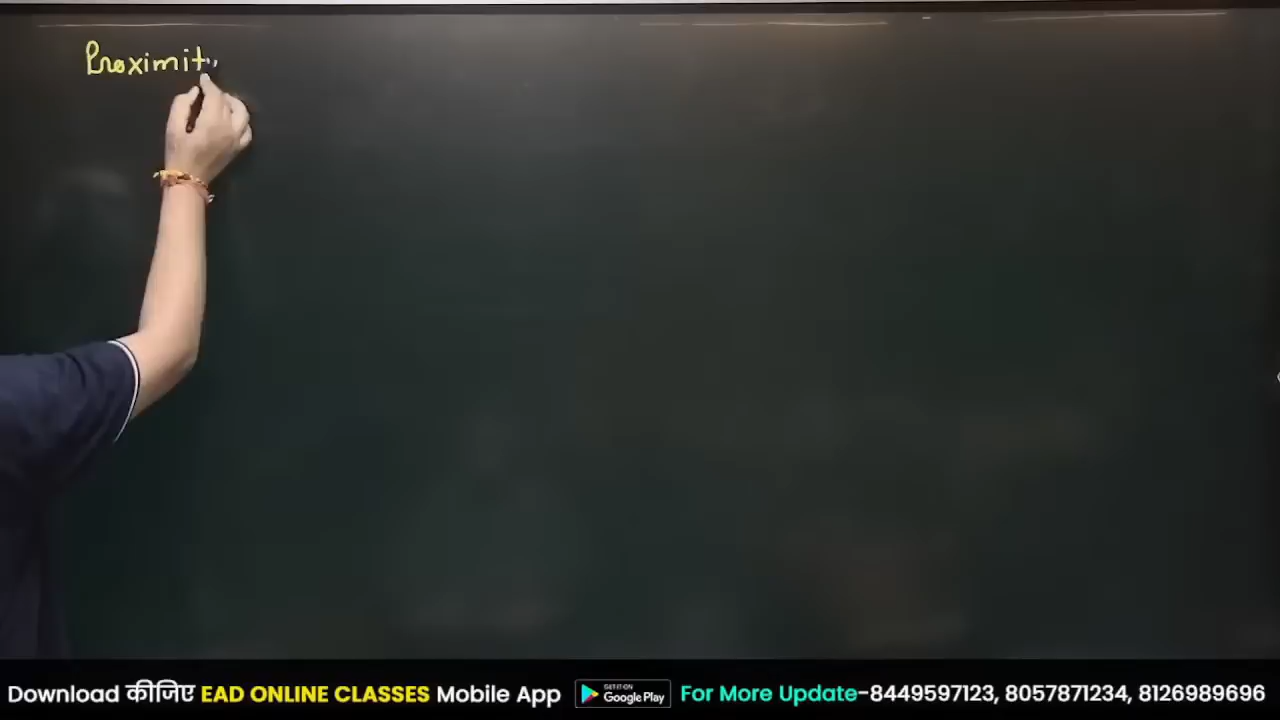 Proximit
Download कीजिए EAD ONLINE CLASSES Mobile App GET IT ON Google Play For More Update-8449597123, 8057871234, 8126989696